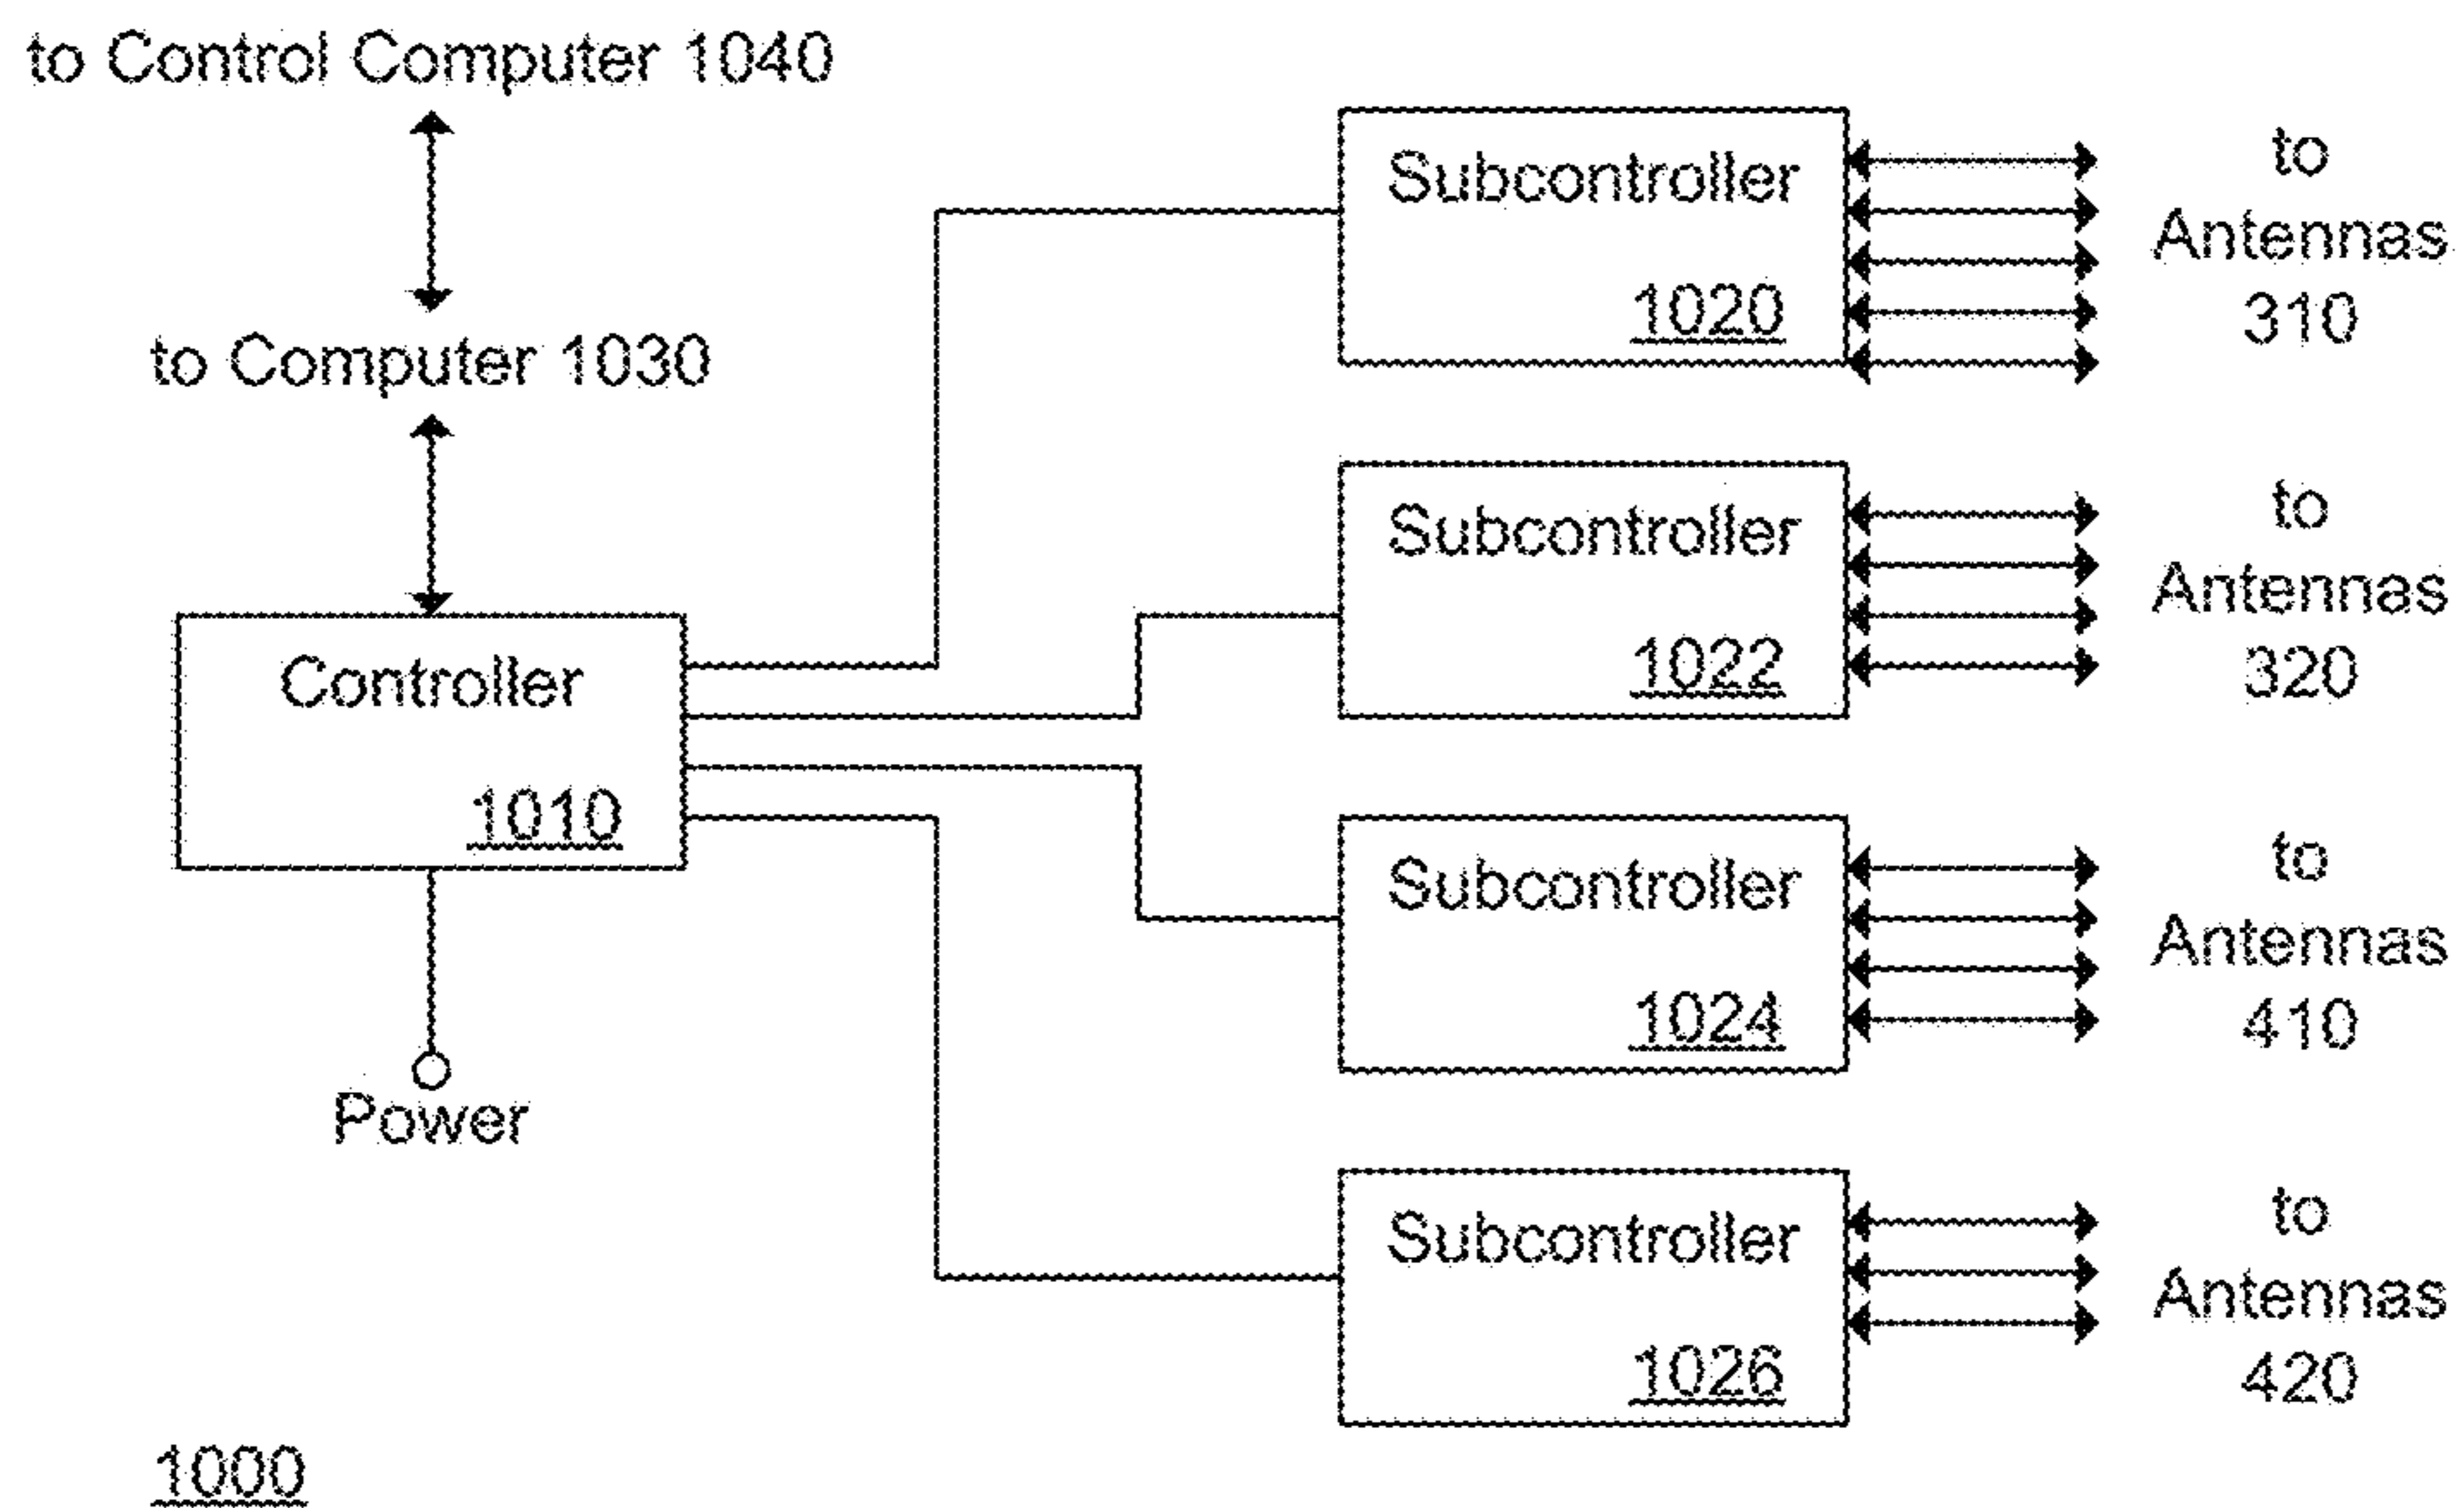 to Control Computer 1040
to Computer 1030
Controller
1010
Power
Subcontroller
1020
to
Antennas
310
Subcontroller
1022
to
Antennas
320
Subcontroller
1024
to
Antennas
410
Subcontroller
1026
to
Antennas
420
1000